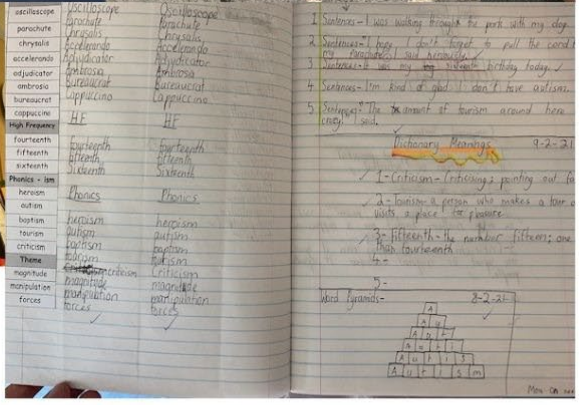 oscilloscope Oscilloscope Oscilloscope
parachute Parachute Parachute
chrysalis Chrysalis Chrysalis
accelerando Accelerando Accelerando
adjudicator Adjudicator Adjudicator
ambrosia Ambrosia Ambrosia
bureaucrat Bureaucrat Bureaucrat
cappuccino Cappuccino Cappuccino
High Frequency HF HF
fourteenth fourteenth fourteenth
fifteenth fifteenth fifteenth
sixteenth Sixteenth Sixteenth
Phonics - ism Phonics Phonics
heroism heroism heroism
autism autism autism
baptism baptism baptism
tourism tourism tourism
criticism criticism Criticism
Theme
magnitude magnitude magnitude
manipulation manipulation manipulation
forces forces forces
1 Sentences - I was walking through the park with my dog.
2 Sentences - "I hope I don't forget to pull the cord
my parachute" I said
Sentences - It was my sixteenth birthday today.
4 Sentences - I'm kind of glad I don't have autism.
5 Sentences "The amount of tourism around here
crazy" I said.
Dictionary Meanings 9-2-21
1 - Criticism - Criticising; pointing out
2 - Tourism - a person who makes a tour
visits a place for pleasure
3 - fifteenth - the number fifteen; one
than fourteenth
4 -
5 -
Word Pyramids - 8-2-21
A
A u
A u t
A u t i
A u t i s
A u t i s m